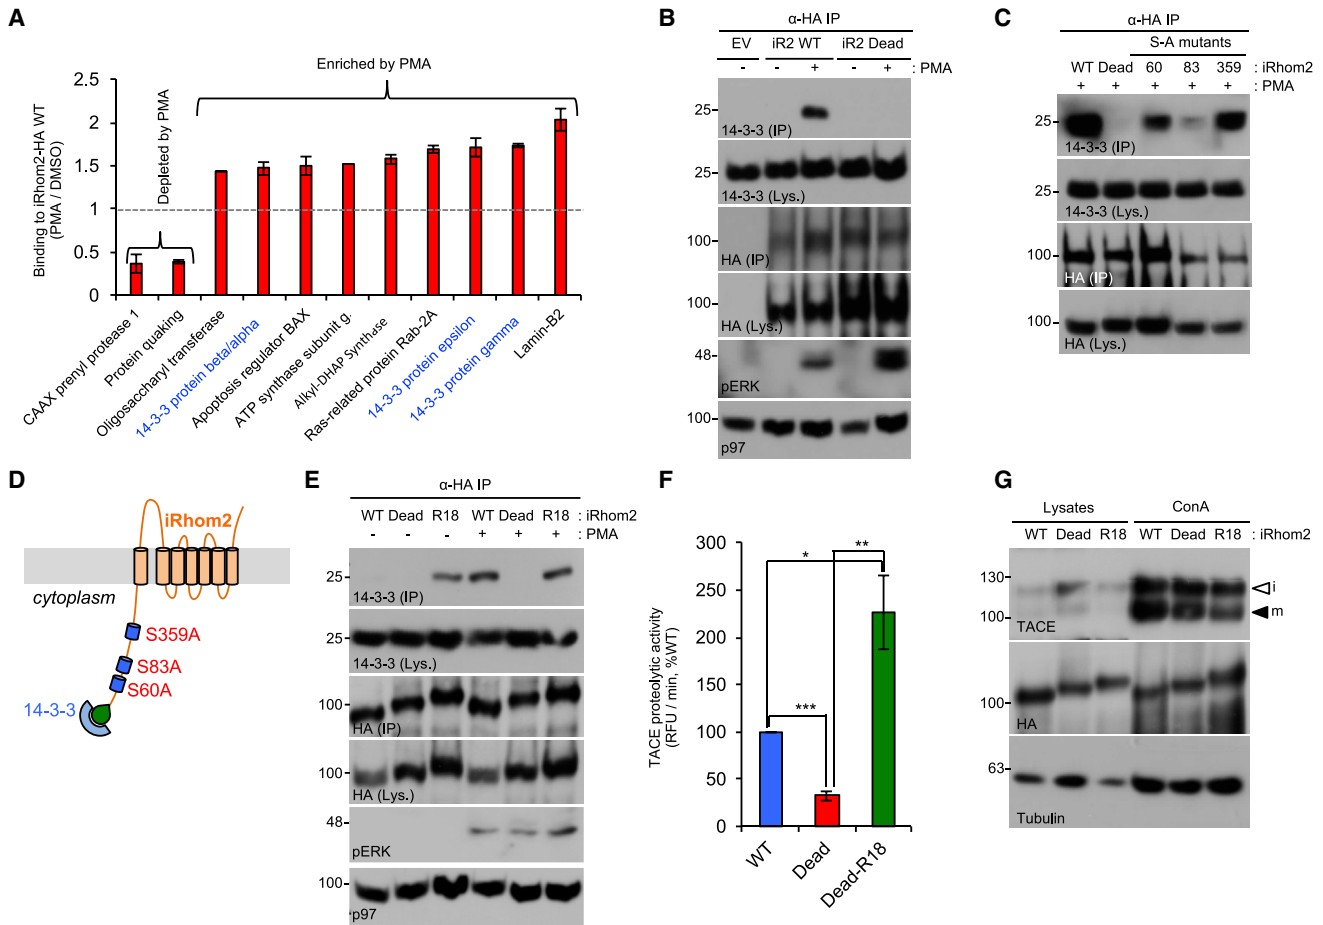 A
Enriched by PMA
Depleted by PMA
Binding to iRhom2-HA WT
(PMA / DMSO)
2.5
2
1.5
1
0.5
0
CAAX prenyl protease 1
Protein quaking
Oligosaccharyl transferase
14-3-3 protein beta/alpha
Apoptosis regulator BAX
ATP synthase subunit g.
Alkyl-DHAP Synthase
Ras-related protein Rab-2A
14-3-3 protein epsilon
14-3-3 protein gamma
Lamin-B2
B
α-HA IP
EV iR2 WT iR2 Dead
- - + - + : PMA
25
14-3-3 (IP)
25
14-3-3 (Lys.)
100
HA (IP)
100
HA (Lys.)
48
pERK
100
p97
C
α-HA IP
S-A mutants
WT Dead 60 83 359 : iRhom2
+ + + + + : PMA
25
14-3-3 (IP)
25
14-3-3 (Lys.)
100
HA (IP)
100
HA (Lys.)
D
iRhom2
cytoplasm
S359A
S83A
S60A
14-3-3
E
α-HA IP
WT Dead R18 WT Dead R18 : iRhom2
- - - + + + : PMA
25
14-3-3 (IP)
25
14-3-3 (Lys.)
100
HA (IP)
100
HA (Lys.)
48
pERK
100
p97
F
TACE proteolytic activity
(RFU / min, %WT)
300
250
200
150
100
50
0
*
**
***
WT
Dead
Dead-R18
G
Lysates ConA
WT Dead R18 WT Dead R18 : iRhom2
130
i
100
m
TACE
100
HA
63
Tubulin